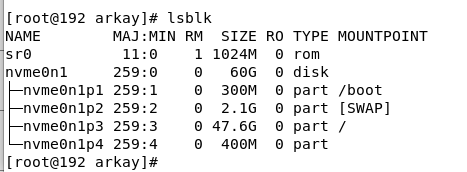 [root@192 arkay]# lsblk
NAME        MAJ:MIN RM  SIZE RO TYPE MOUNTPOINT
sr0          11:0    1 1024M  0 rom
nvme0n1     259:0    0   60G  0 disk
├─nvme0n1p1 259:1    0  300M  0 part /boot
├─nvme0n1p2 259:2    0  2.1G  0 part [SWAP]
├─nvme0n1p3 259:3    0 47.6G  0 part /
└─nvme0n1p4 259:4    0  400M  0 part
[root@192 arkay]#